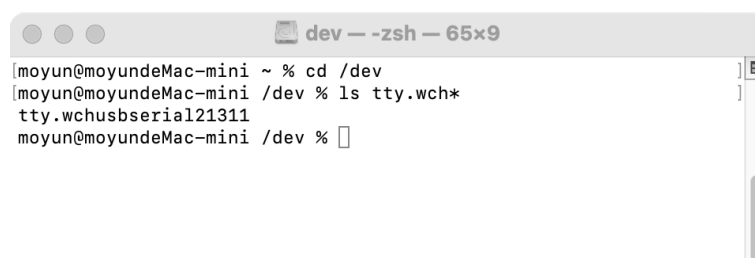 dev — -zsh — 65×9
[moyun@moyundeMac-mini ~ % cd /dev ]
[moyun@moyundeMac-mini /dev % ls tty.wch* ]
tty.wchusbserial21311
moyun@moyundeMac-mini /dev %